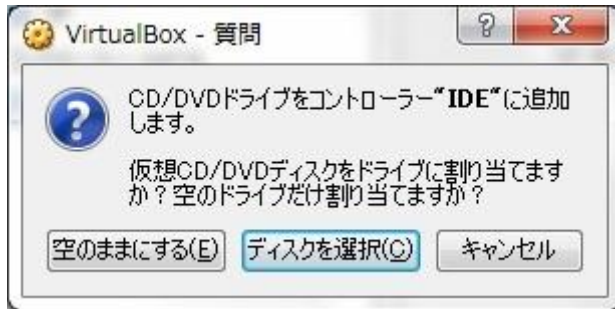 VirtualBox - 質問
CD/DVDドライブをコントローラー“IDE“に追加
します。
仮想CD/DVDディスクをドライブに割り当てます
か？空のドライブだけ割り当てますか？
空のままにする(E) ディスクを選択(C) キャンセル